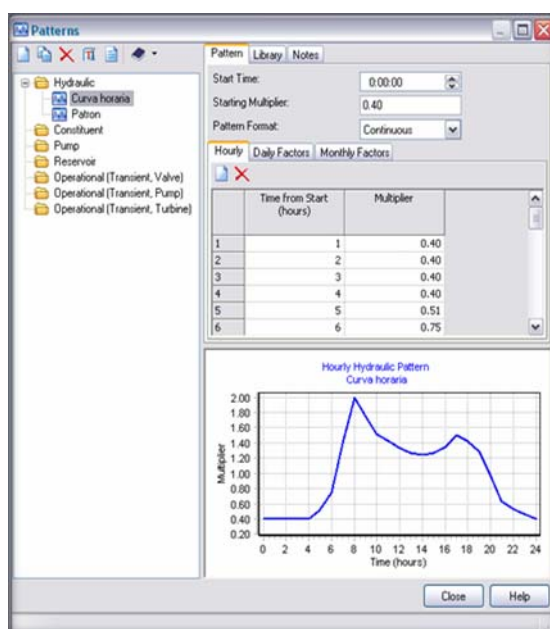 Patterns
Hydraulic
Curva horaria
Patron
Constituent
Pump
Reservoir
Operational (Transient, Valve)
Operational (Transient, Pump)
Operational (Transient, Turbine)
Pattern Library Notes
Start Time: 0:00:00
Starting Multiplier: 0.40
Pattern Format: Continuous
Hourly Daily Factors Monthly Factors
Time from Start (hours) Multiplier
1 1 0.40
2 2 0.40
3 3 0.40
4 4 0.40
5 5 0.51
6 6 0.75
Hourly Hydraulic Pattern
Curva horaria
Multiplier
2.00
1.80
1.60
1.40
1.20
1.00
0.80
0.60
0.40
0.20
0 2 4 6 8 10 12 14 16 18 20 22 24
Time (hours)
Close Help